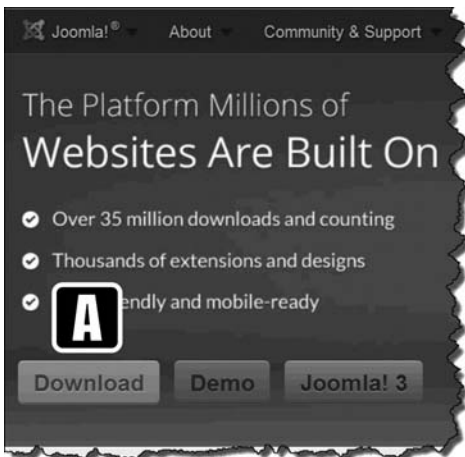 Joomla!® About Community & Support
The Platform Millions of
Websites Are Built On
Over 35 million downloads and counting
Thousands of extensions and designs
A endly and mobile-ready
Download Demo Joomla! 3